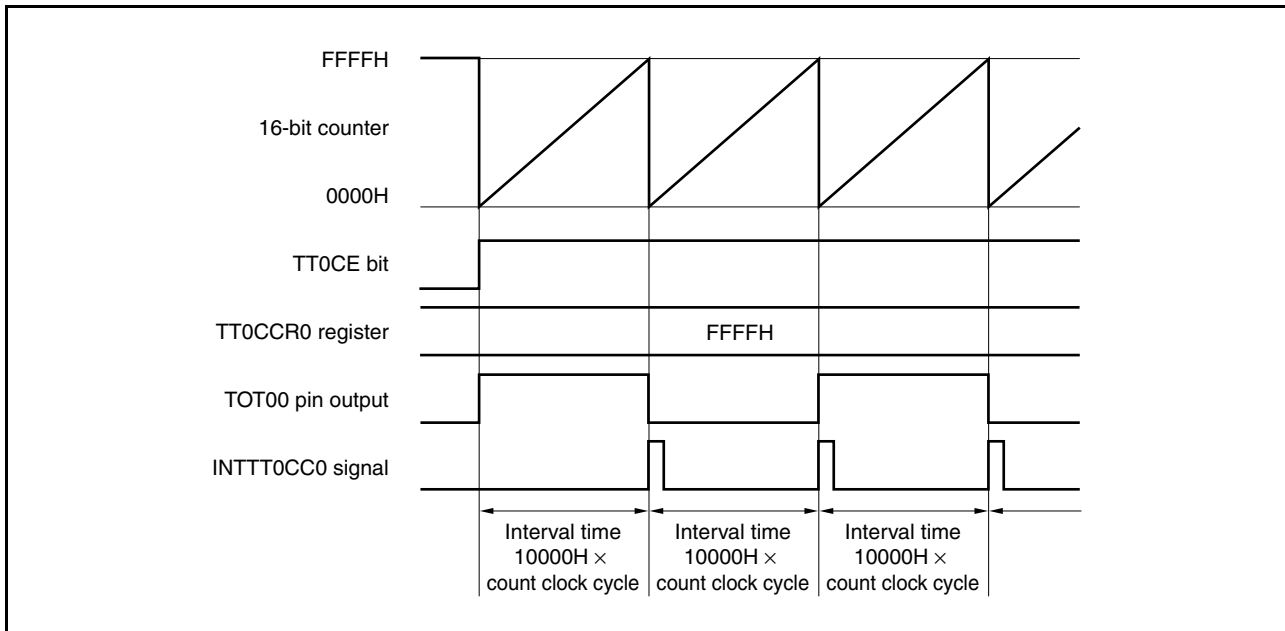 FFFFH
16-bit counter
0000H
TT0CE bit
TT0CCR0 register
FFFFH
TOT00 pin output
INTTT0CC0 signal
Interval time
10000H ×
count clock cycle
Interval time
10000H ×
count clock cycle
Interval time
10000H ×
count clock cycle